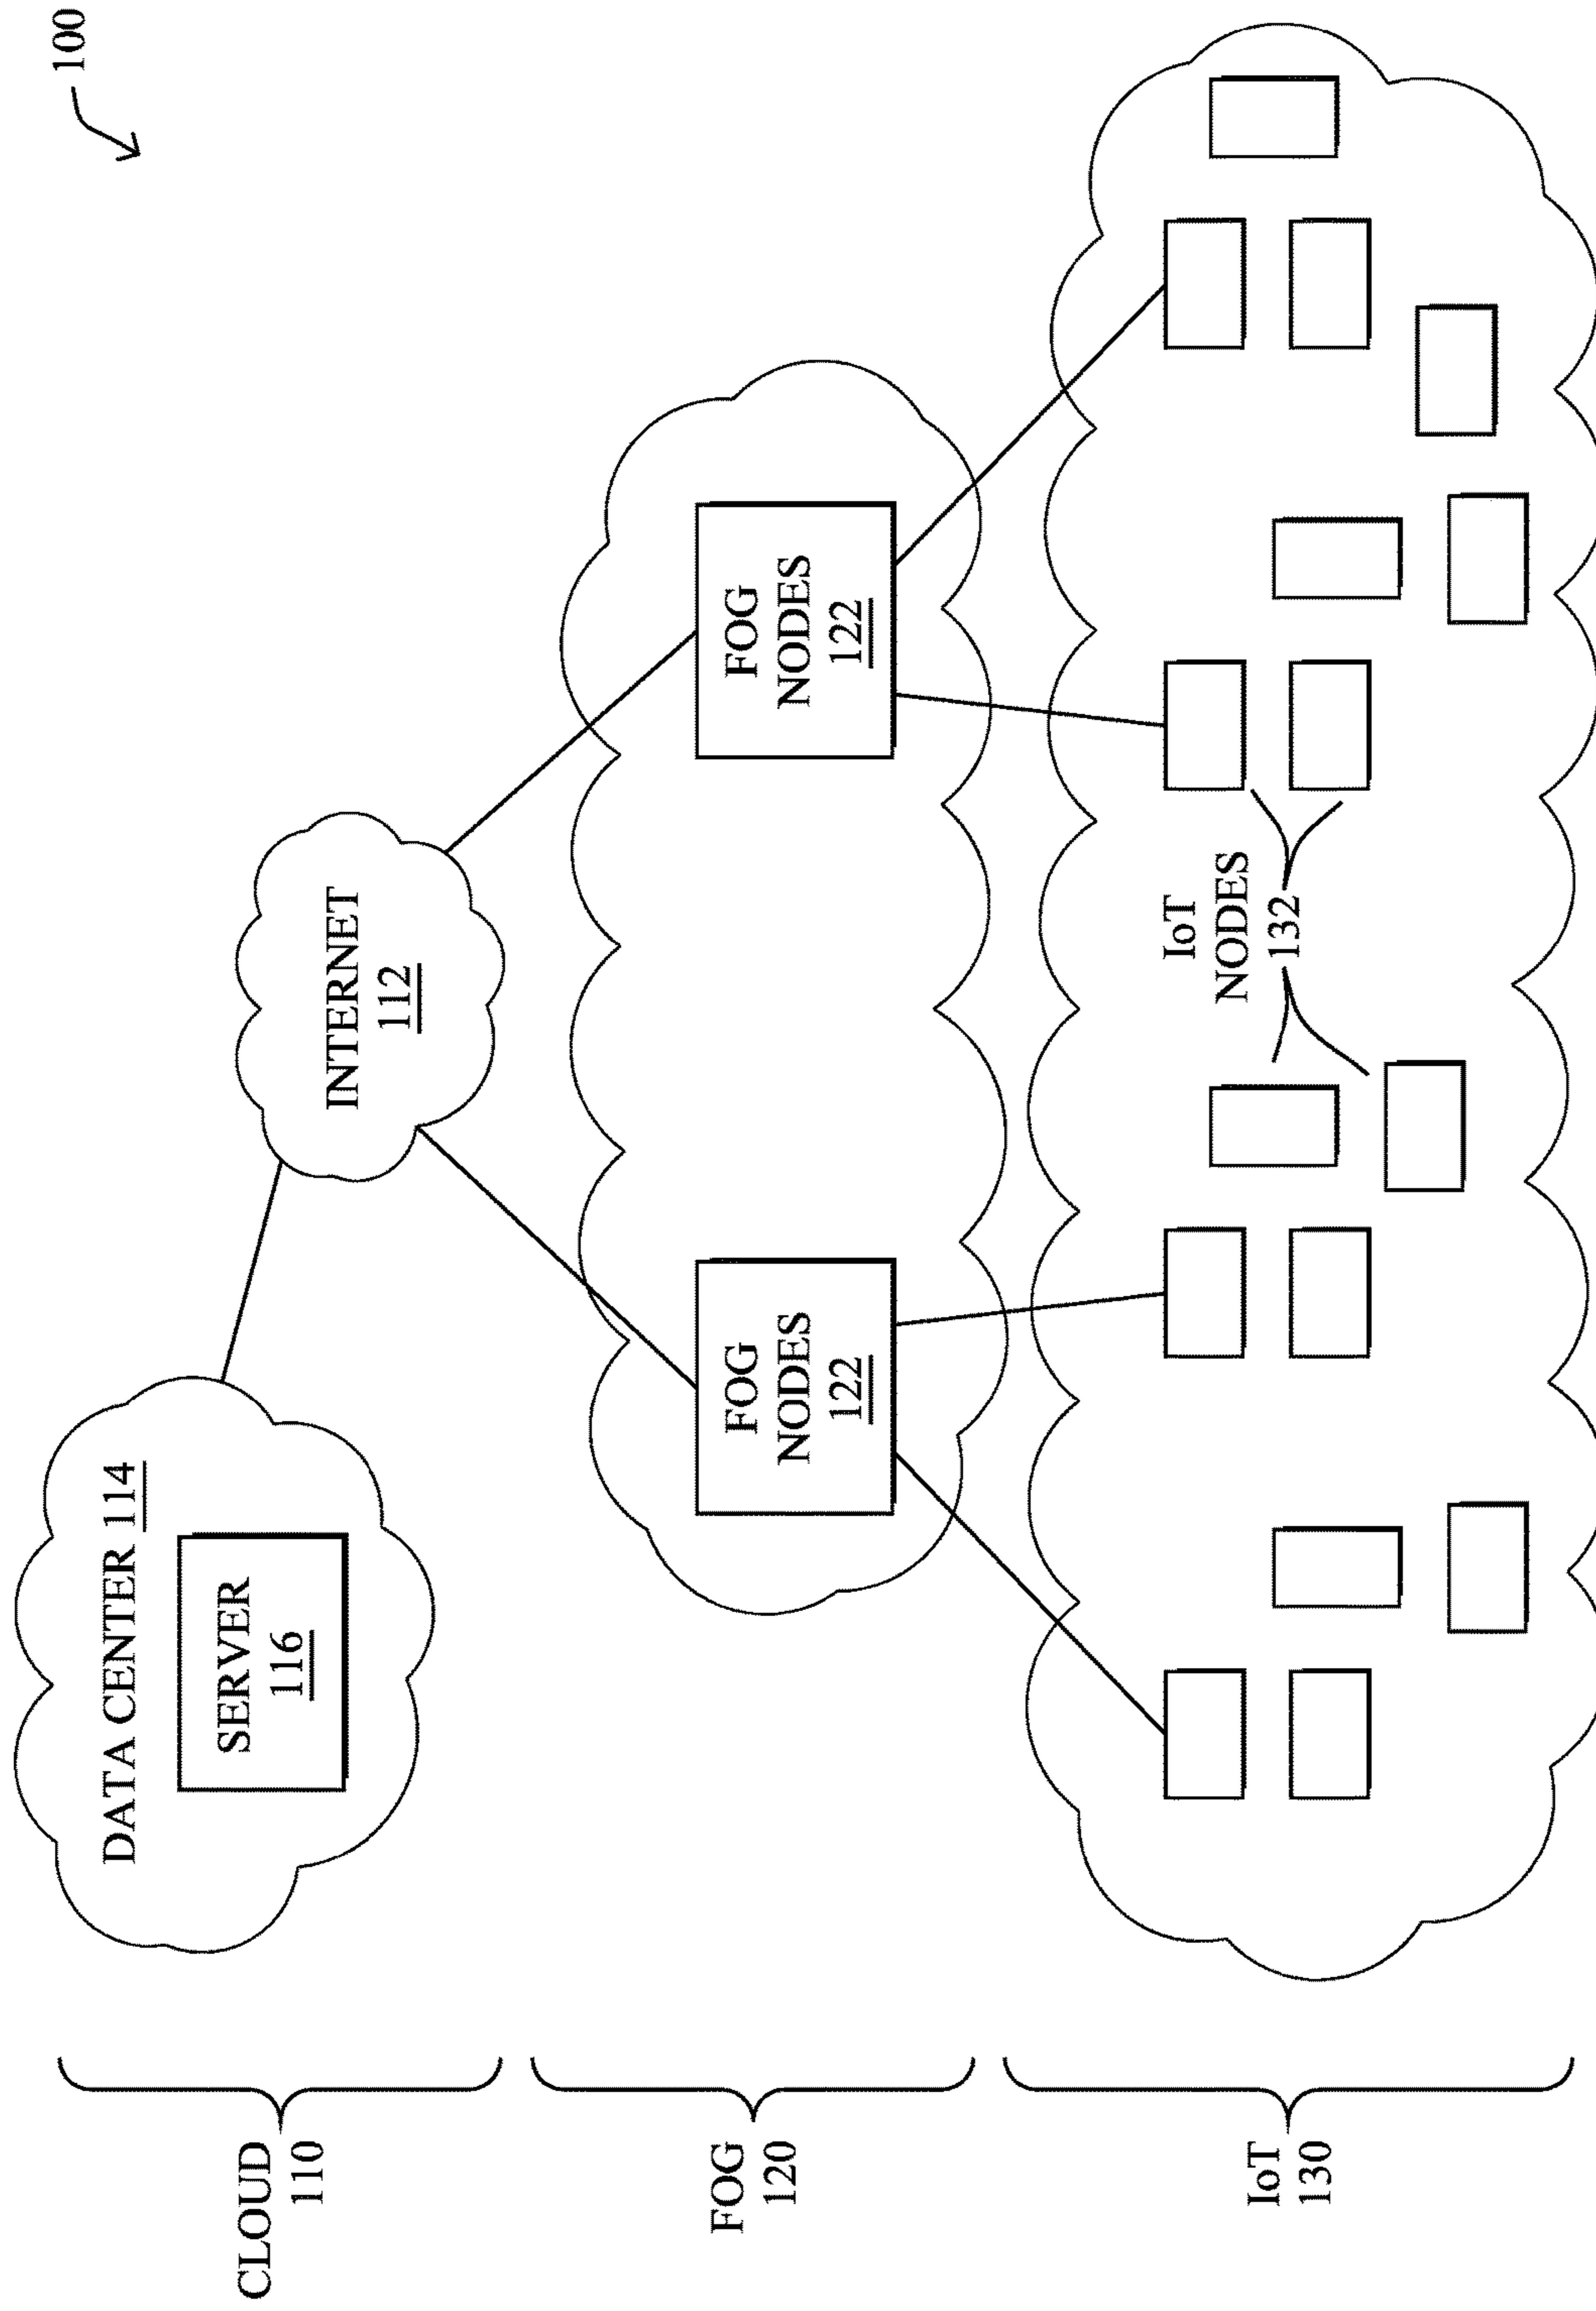 100
CLOUD
110
DATA CENTER 114
SERVER
116
INTERNET
112
FOG
120
FOG
NODES
122
FOG
NODES
122
IoT
130
IoT
NODES
132